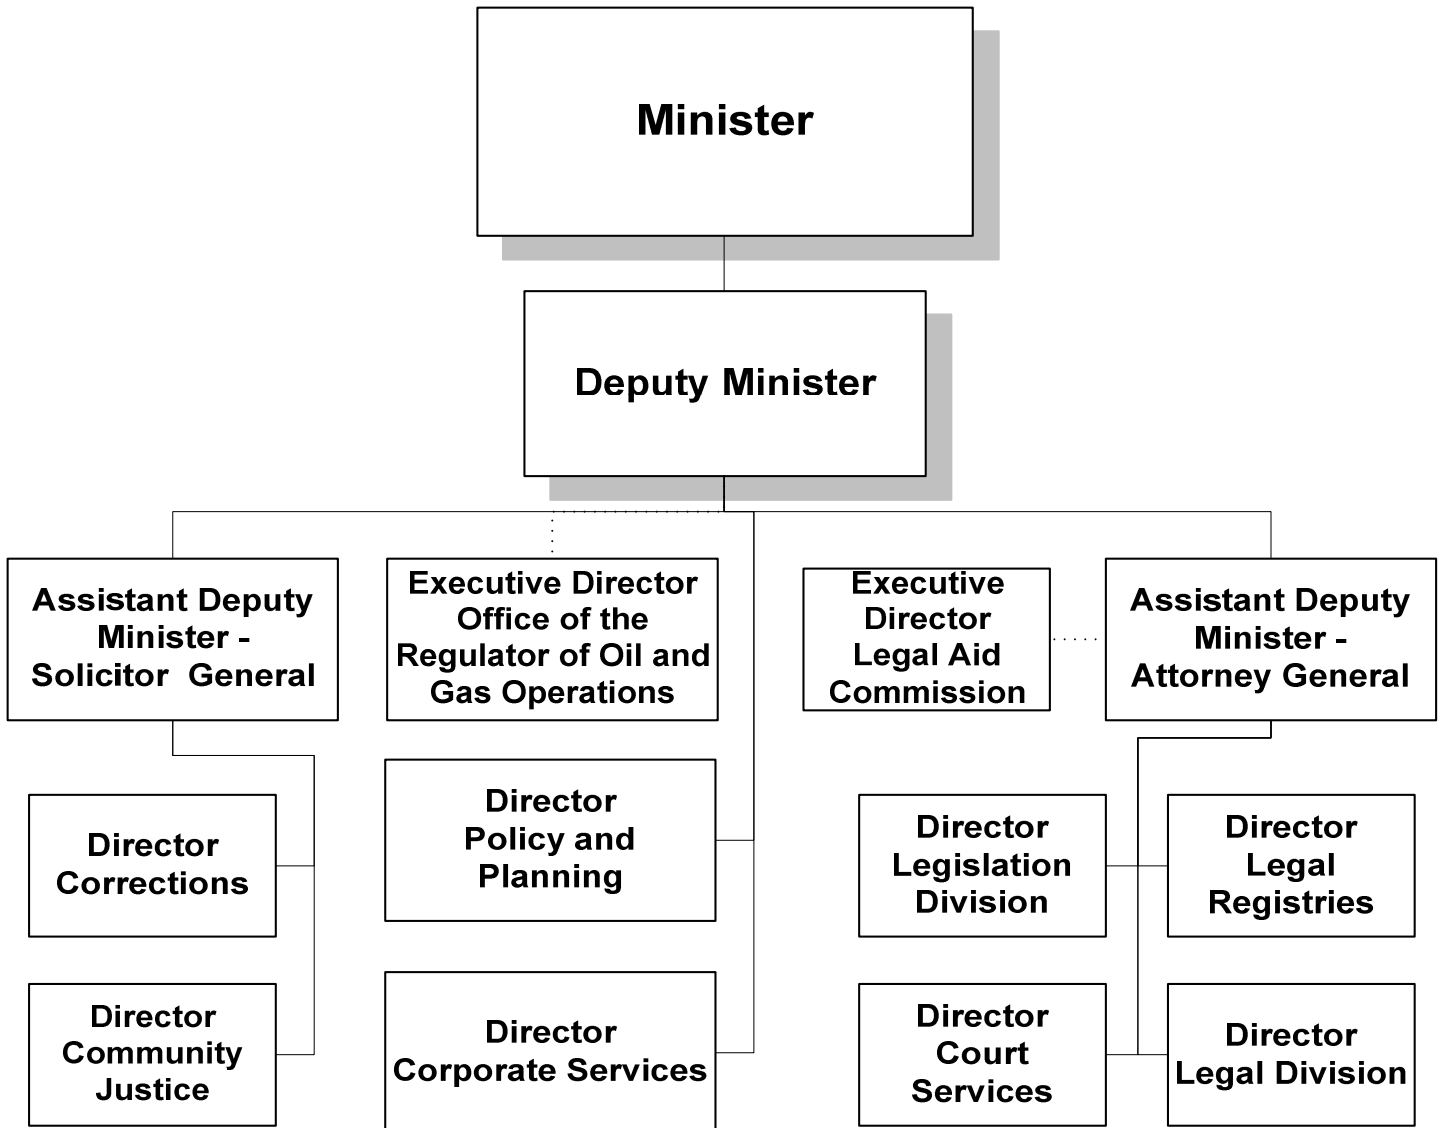 Minister
Deputy Minister
Assistant Deputy
Minister -
Solicitor General
Executive Director
Office of the
Regulator of Oil and
Gas Operations
Executive
Director
Legal Aid
Commission
Assistant Deputy
Minister -
Attorney General
Director
Corrections
Director
Policy and
Planning
Director
Legislation
Division
Director
Legal
Registries
Director
Community
Justice
Director
Corporate Services
Director
Court
Services
Director
Legal Division